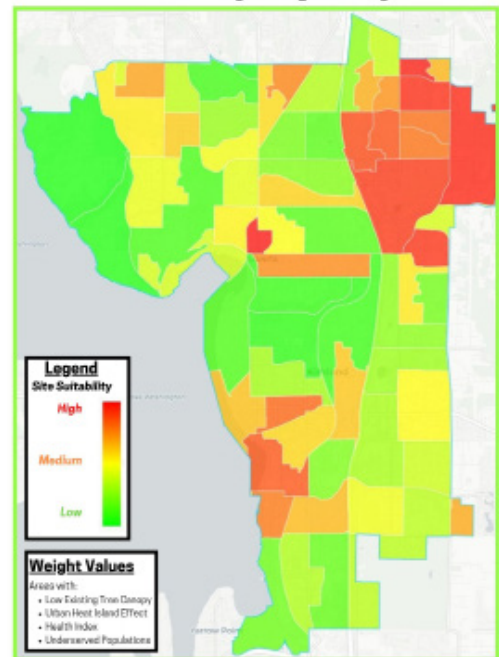 Legend
Site Suitability
High
Medium
Low
Weight Values
Areas with:
• Low Existing Tree Canopy
• Urban Heat Island Effect
• Health Index
• Underserved Populations